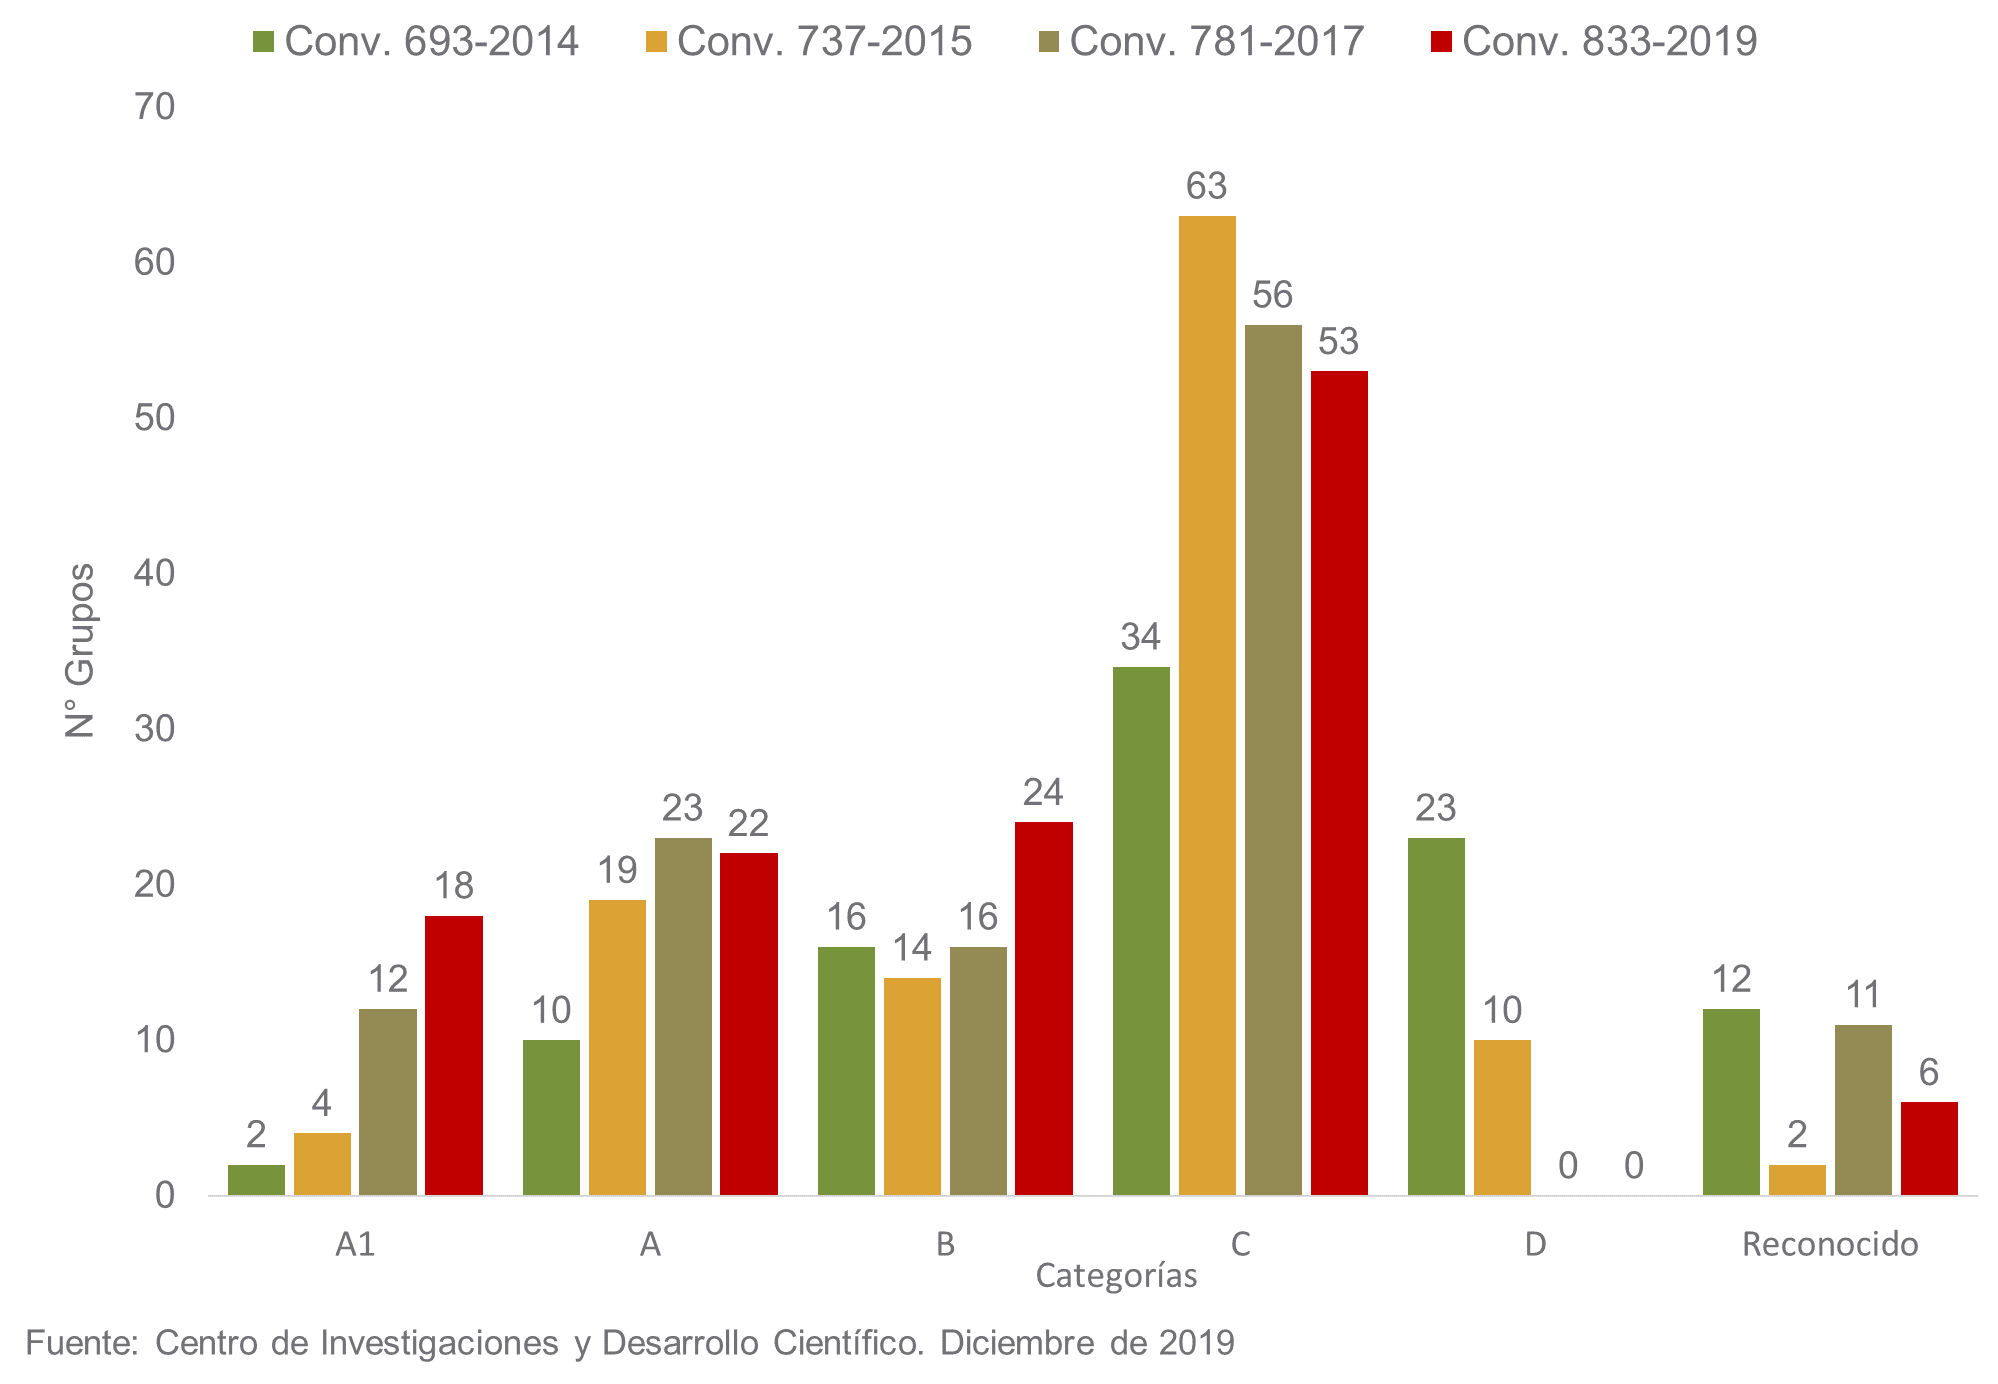 Conv. 693-2014 Conv. 737-2015 Conv. 781-2017 Conv. 833-2019
70
60
50
40
30
20
10
0
N° Grupos
2 4 12 18
10 19 23 22
16 14 16 24
34 63 56 53
23 10 0 0
12 2 11 6
A1 A B C D Reconocido
Categorías
Fuente: Centro de Investigaciones y Desarrollo Científico. Diciembre de 2019